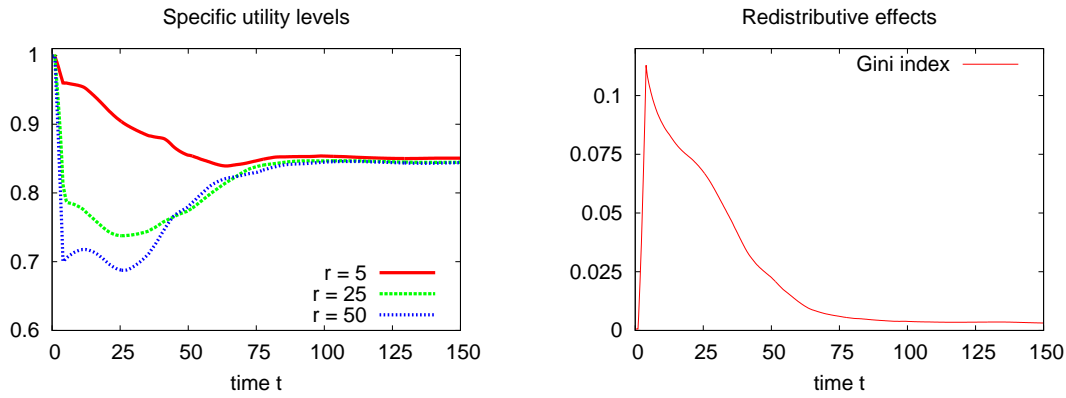 Specific utility levels
1
0.9
0.8
0.7
0.6
0 25 50 75 100 125 150
time t
r = 5
r = 25
r = 50
Redistributive effects
Gini index
0.1
0.075
0.05
0.025
0
0 25 50 75 100 125 150
time t